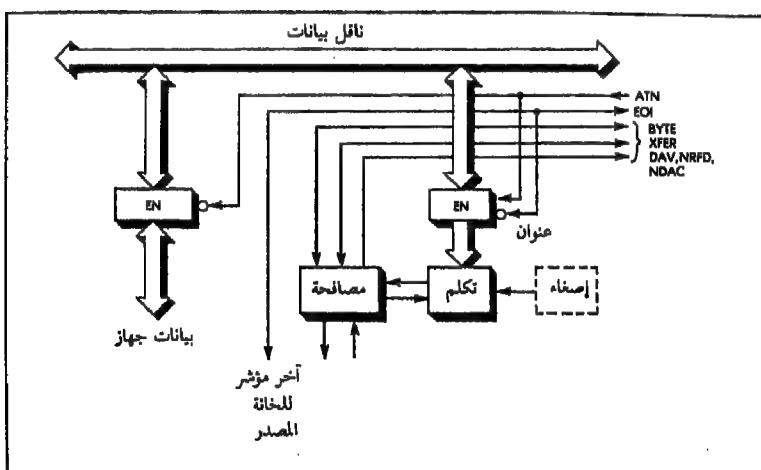 ناقل بيانات
ATN
EOI
BYTE
XFER
DAV,NRFD,
NDAC
EN
EN
عنوان
مصافحة
تكلم
إصغاء
بيانات جهاز
آخر مؤشر
للخانة
المصدر